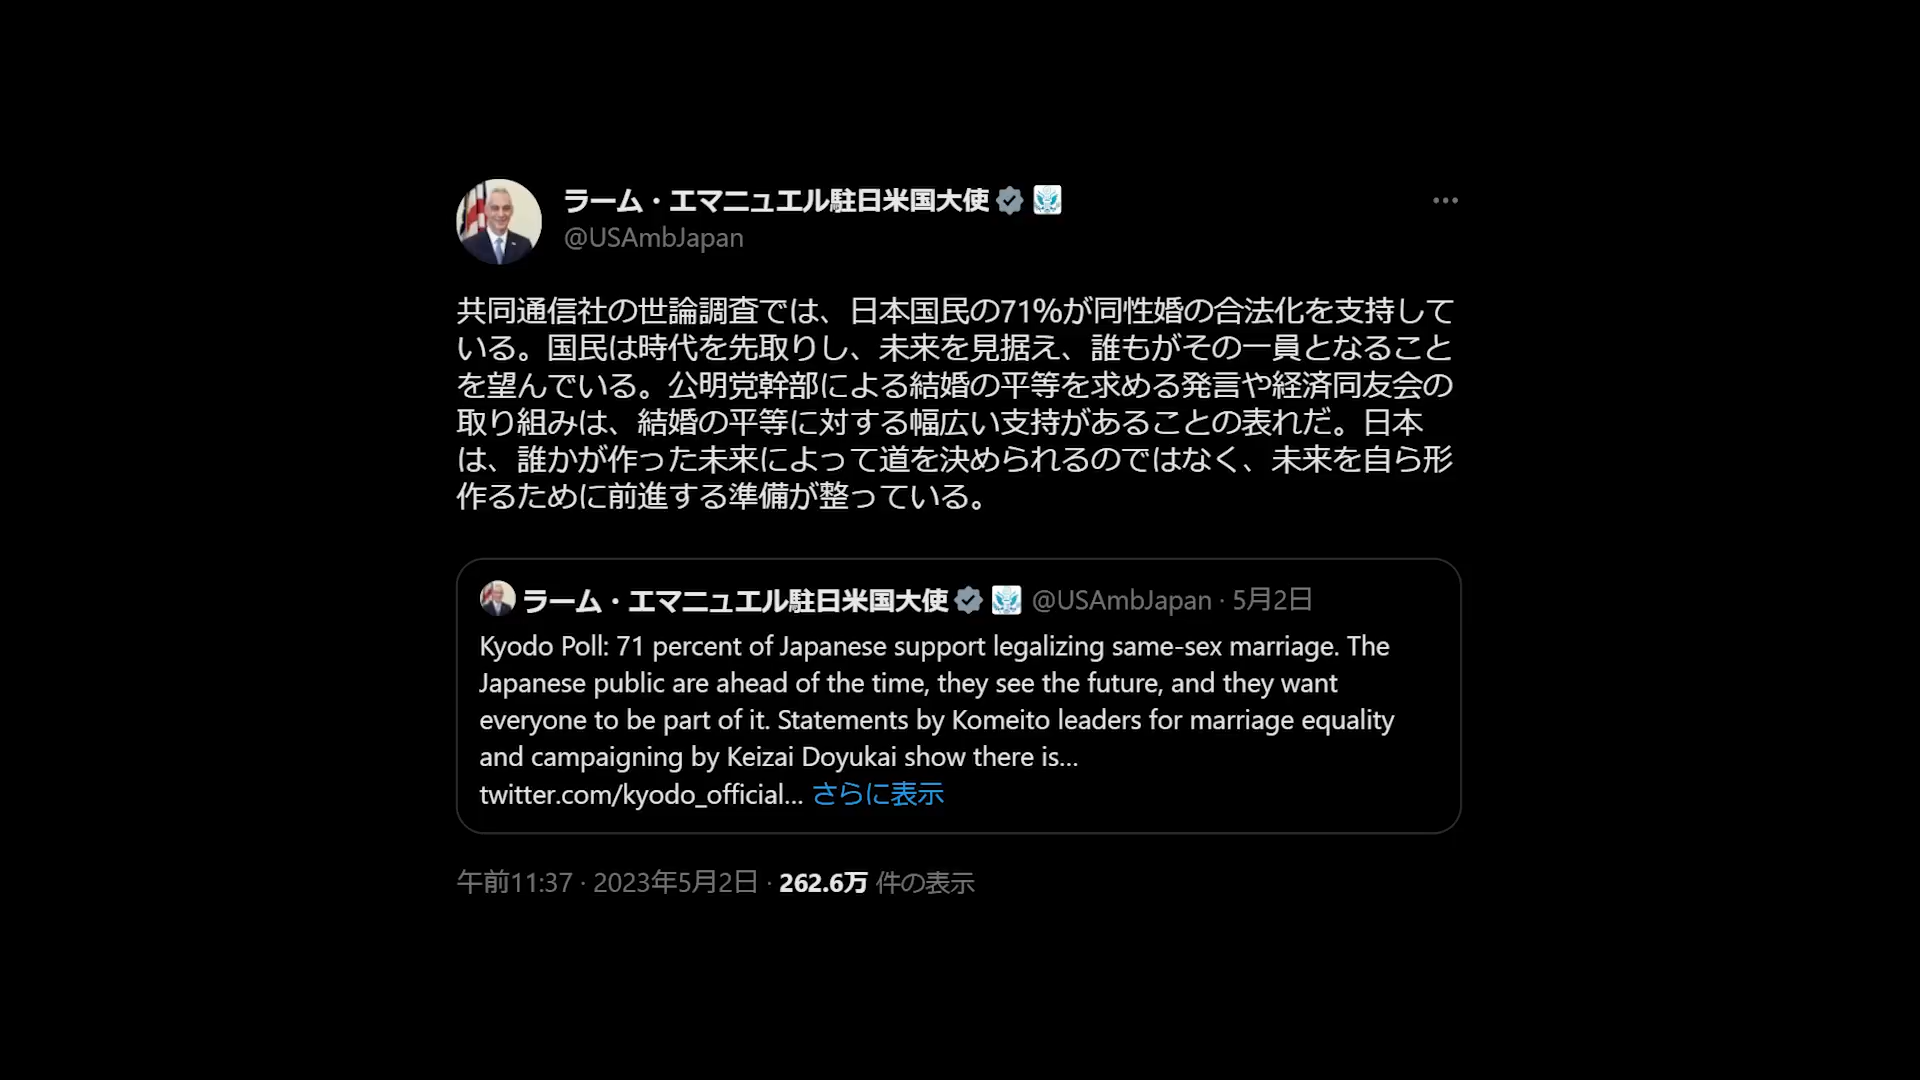 ラーム・エマニュエル駐日米国大使
@USAmbJapan
共同通信社の世論調査では、日本国民の71%が同性婚の合法化を支持して
いる。国民は時代を先取りし、未来を見据え、誰もがその一員となること
を望んでいる。公明党幹部による結婚の平等を求める発言や経済同友会の
取り組みは、結婚の平等に対する幅広い支持があることの表れだ。日本
は、誰かが作った未来によって道を決められるのではなく、未来を自ら形
作るために前進する準備が整っている。
ラーム・エマニュエル駐日米国大使 @USAmbJapan · 5月2日
Kyodo Poll: 71 percent of Japanese support legalizing same-sex marriage. The
Japanese public are ahead of the time, they see the future, and they want
everyone to be part of it. Statements by Komeito leaders for marriage equality
and campaigning by Keizai Doyukai show there is…
twitter.com/kyodo_official… さらに表示
午前11:37 · 2023年5月2日 · 262.6万 件の表示